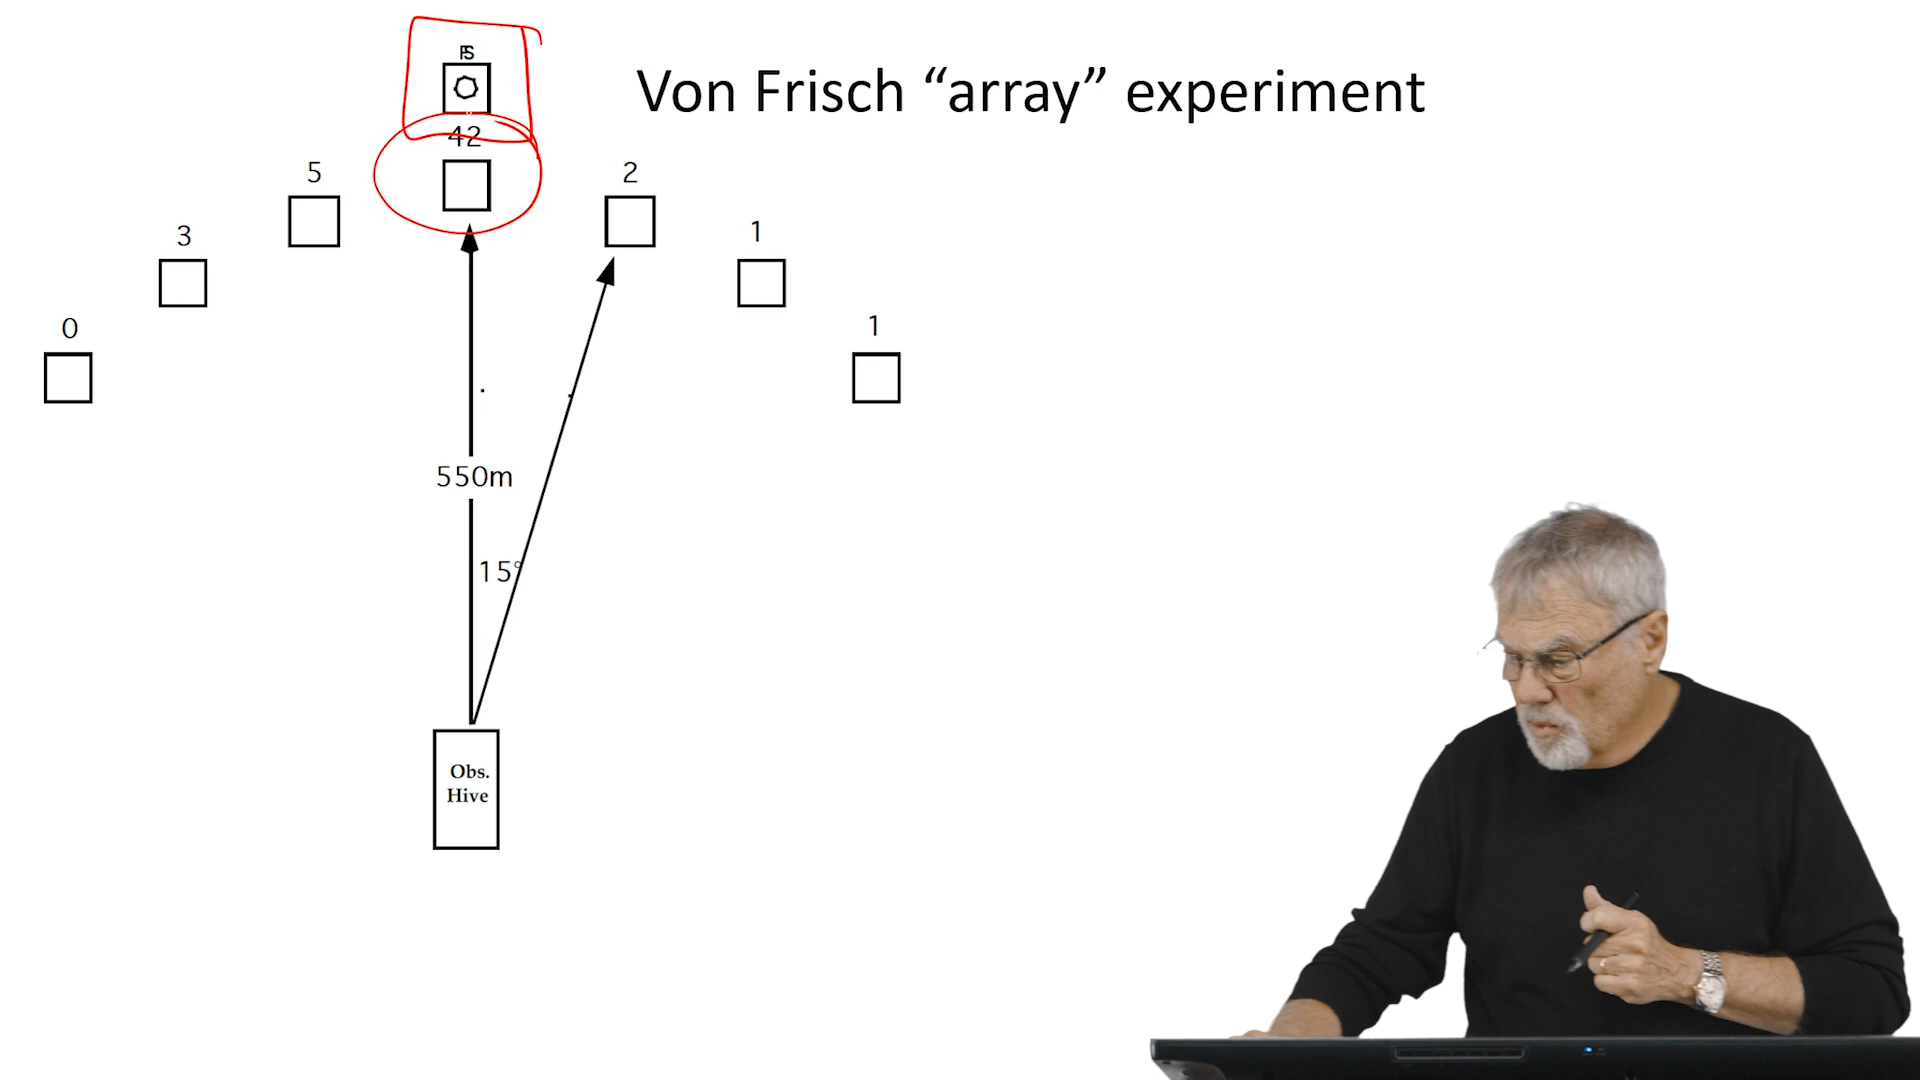 Von Frisch “array” experiment
FS
42
5
2
3
1
0
1
550m
15°
Obs.
Hive